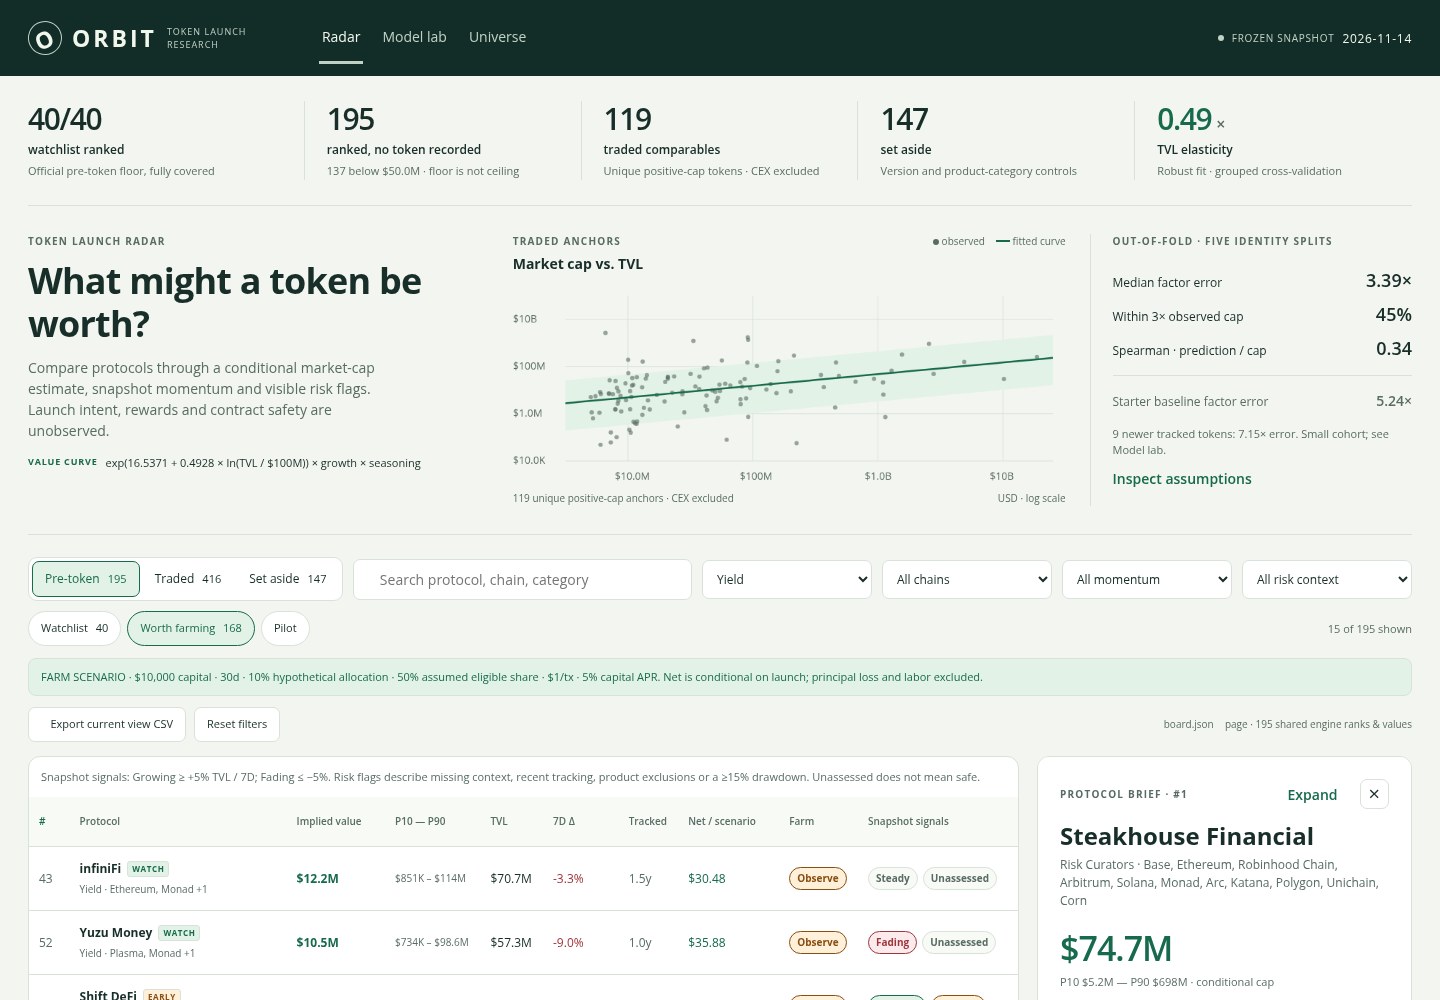 ORBIT
TOKEN LAUNCH
RESEARCH
Radar
Model lab
Universe
FROZEN SNAPSHOT 2026-11-14
40/40
watchlist ranked
Official pre-token floor, fully covered
195
ranked, no token recorded
137 below $50.0M · floor is not ceiling
119
traded comparables
Unique positive-cap tokens · CEX excluded
147
set aside
Version and product-category controls
0.49 ×
TVL elasticity
Robust fit · grouped cross-validation
TOKEN LAUNCH RADAR
What might a token be
worth?
Compare protocols through a conditional market-cap
estimate, snapshot momentum and visible risk flags.
Launch intent, rewards and contract safety are
unobserved.
VALUE CURVE exp(16.5371 + 0.4928 × ln(TVL / $100M)) × growth × seasoning
TRADED ANCHORS
observed fitted curve
Market cap vs. TVL
$10B
$100M
$1.0M
$10.0K
$10.0M $100M $1.0B $10B
119 unique positive-cap anchors · CEX excluded
USD · log scale
OUT-OF-FOLD · FIVE IDENTITY SPLITS
Median factor error 3.39×
Within 3× observed cap 45%
Spearman · prediction / cap 0.34
Starter baseline factor error 5.24×
9 newer tracked tokens: 7.15× error. Small cohort; see
Model lab.
Inspect assumptions
Pre-token 195
Traded 416
Set aside 147
Search protocol, chain, category
Yield
All chains
All momentum
All risk context
Watchlist 40
Worth farming 168
Pilot
15 of 195 shown
FARM SCENARIO · $10,000 capital · 30d · 10% hypothetical allocation · 50% assumed eligible share · $1/tx · 5% capital APR. Net is conditional on launch; principal loss and labor excluded.
Export current view CSV
Reset filters
board.json page · 195 shared engine ranks & values
Snapshot signals: Growing ≥ +5% TVL / 7D; Fading ≤ −5%. Risk flags describe missing context, recent tracking, product exclusions or a ≥15% drawdown. Unassessed does not mean safe.
# Protocol Implied value P10 — P90 TVL 7D Δ Tracked Net / scenario Farm Snapshot signals
43 infiniFi WATCH $12.2M $851K – $114M $70.7M -3.3% 1.5y $30.48 Observe Steady Unassessed
Yield · Ethereum, Monad +1
52 Yuzu Money WATCH $10.5M $734K – $98.6M $57.3M -9.0% 1.0y $35.88 Observe Fading Unassessed
Yield · Plasma, Monad +1
Shift DeFi EARLY
PROTOCOL BRIEF · #1
Expand
×
Steakhouse Financial
Risk Curators · Base, Ethereum, Robinhood Chain,
Arbitrum, Solana, Monad, Arc, Katana, Polygon, Unichain,
Corn
$74.7M
P10 $5.2M — P90 $698M · conditional cap